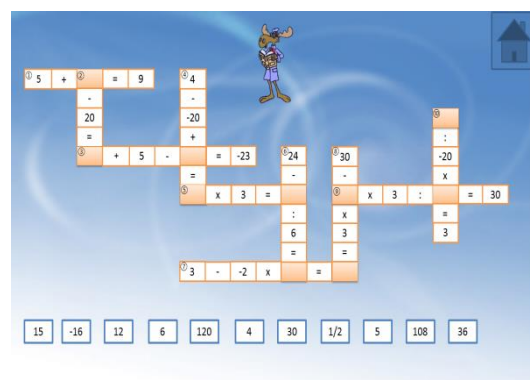 ① 5 + ② = 9 ④ 4
- -
20 -20 ⑩
= + :
③ + 5 - = -23 ⑥ 24 ⑧ 30 -20
= - - x
⑤ x 3 = ⑨ x 3 : = 30
: x =
6 3 3
= =
⑦ 3 - -2 x =
15 -16 12 6 120 4 30 1/2 5 108 36